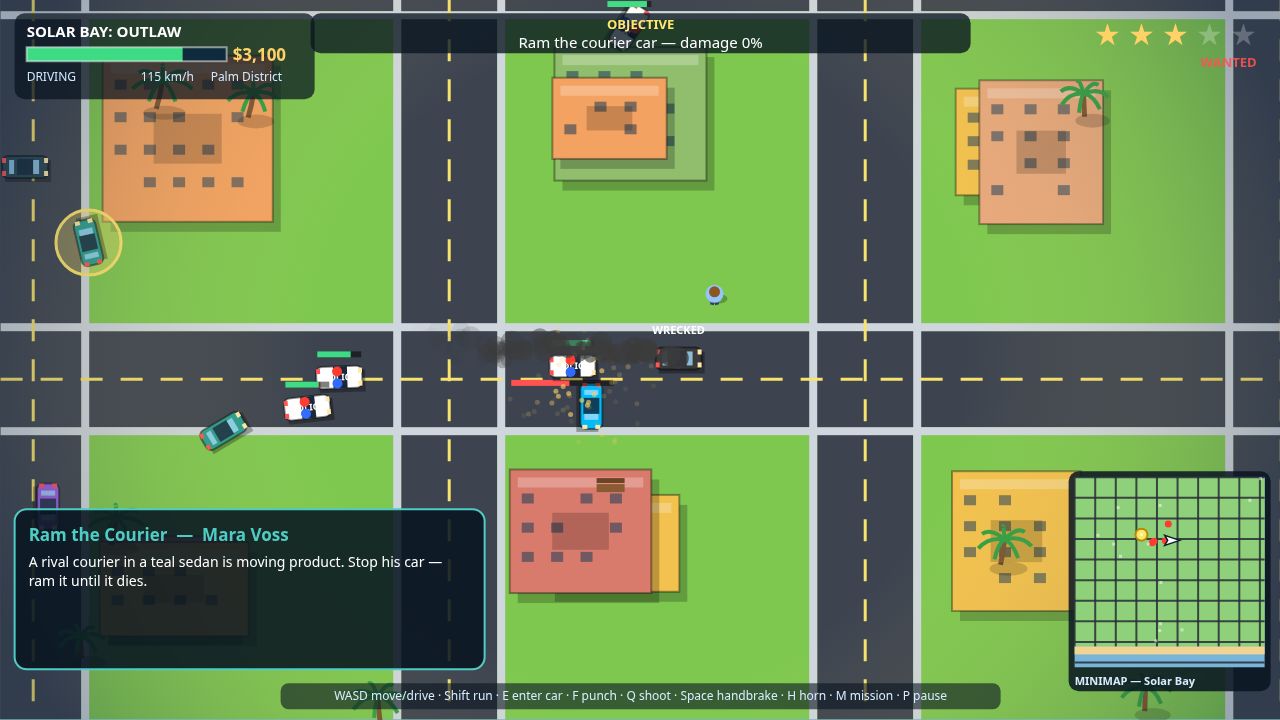 SOLAR BAY: OUTLAW
$3,100
DRIVING 115 km/h Palm District
OBJECTIVE
Ram the courier car — damage 0%
WANTED
WRECKED
Ram the Courier — Mara Voss
A rival courier in a teal sedan is moving product. Stop his car —
ram it until it dies.
MINIMAP — Solar Bay
WASD move/drive · Shift run · E enter car · F punch · Q shoot · Space handbrake · H horn · M mission · P pause